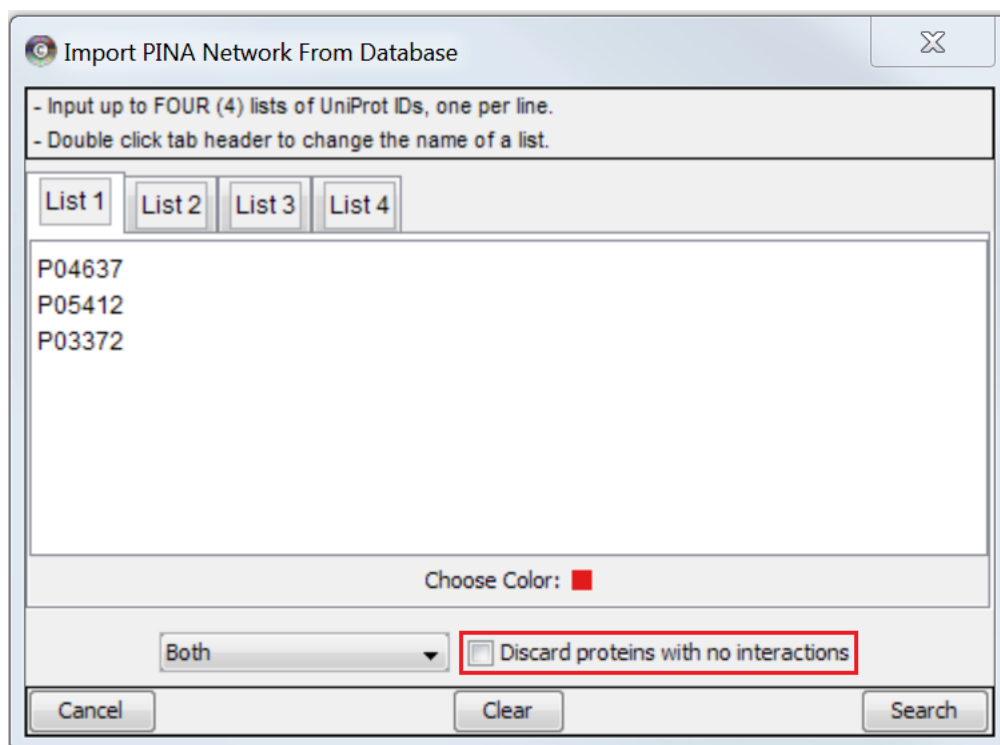 Import PINA Network From Database
- Input up to FOUR (4) lists of UniProt IDs, one per line.
- Double click tab header to change the name of a list.
List 1 List 2 List 3 List 4
P04637
P05412
P03372
Choose Color:
Both Discard proteins with no interactions
Cancel Clear Search